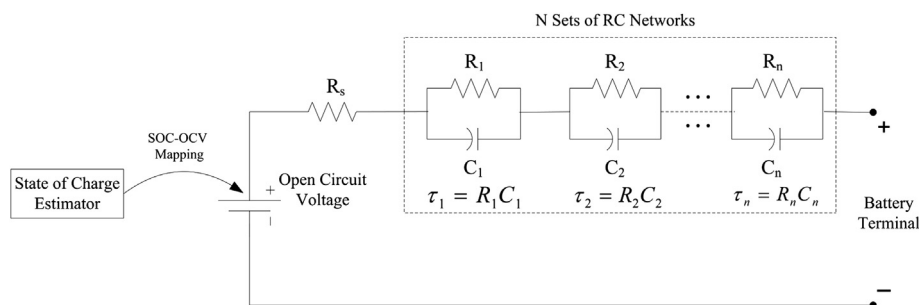 N Sets of RC Networks
R1
R2
Rn
Rs
...
...
+
C1
C2
Cn
SOC-OCV
Mapping
τ1 = R1C1
τ2 = R2C2
τn = RnCn
State of Charge
Estimator
+
Open Circuit
Voltage
Battery
Terminal
–